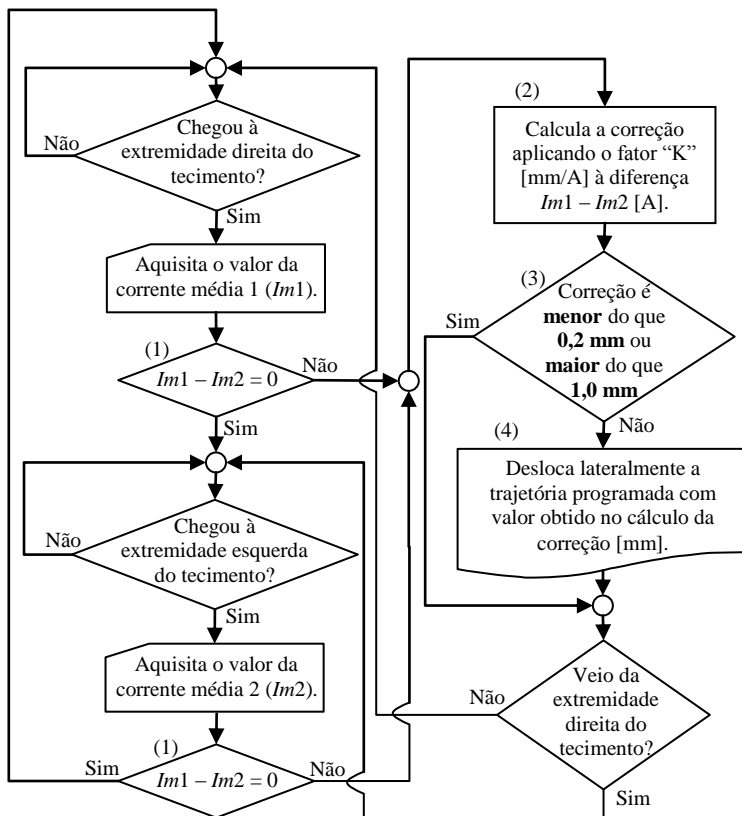 Não
Chegou à
extremidade direita do
tecimento?
Sim
Aquisita o valor da
corrente média 1 (Im1).
(1)
Im1 – Im2 = 0
Não
Sim
Não
Chegou à
extremidade esquerda
do tecimento?
Sim
Aquisita o valor da
corrente média 2 (Im2).
(1)
Sim
Im1 – Im2 = 0
Não
(2)
Calcula a correção
aplicando o fator “K”
[mm/A] à diferença
Im1 – Im2 [A].
(3)
Sim
Correção é
menor do que
0,2 mm ou
maior do que
1,0 mm
Não
(4)
Desloca lateralmente a
trajetória programada com
valor obtido no cálculo da
correção [mm].
Não
Veio da
extremidade
direita do
tecimento?
Sim